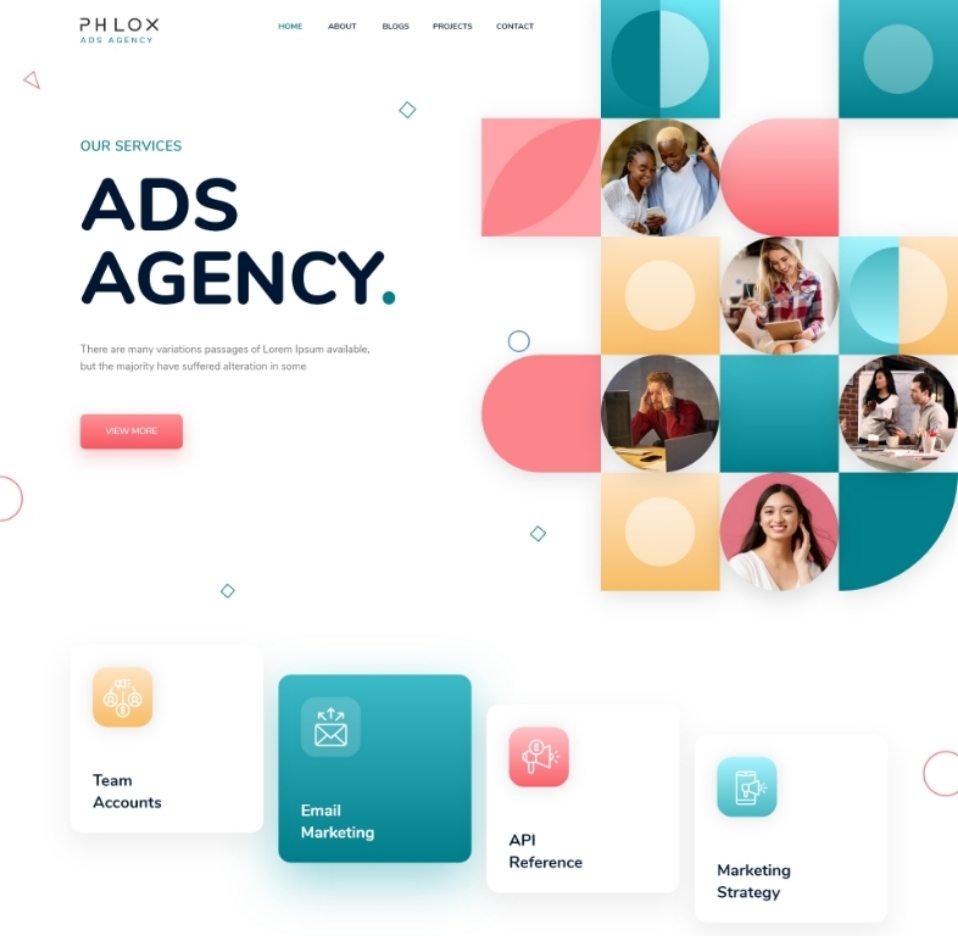 PHLOX
ADS AGENCY
HOME ABOUT BLOGS PROJECTS CONTACT
OUR SERVICES
ADS
AGENCY.
There are many variations passages of Lorem Ipsum available,
but the majority have suffered alteration in some
VIEW MORE
Team
Accounts
Email
Marketing
API
Reference
Marketing
Strategy